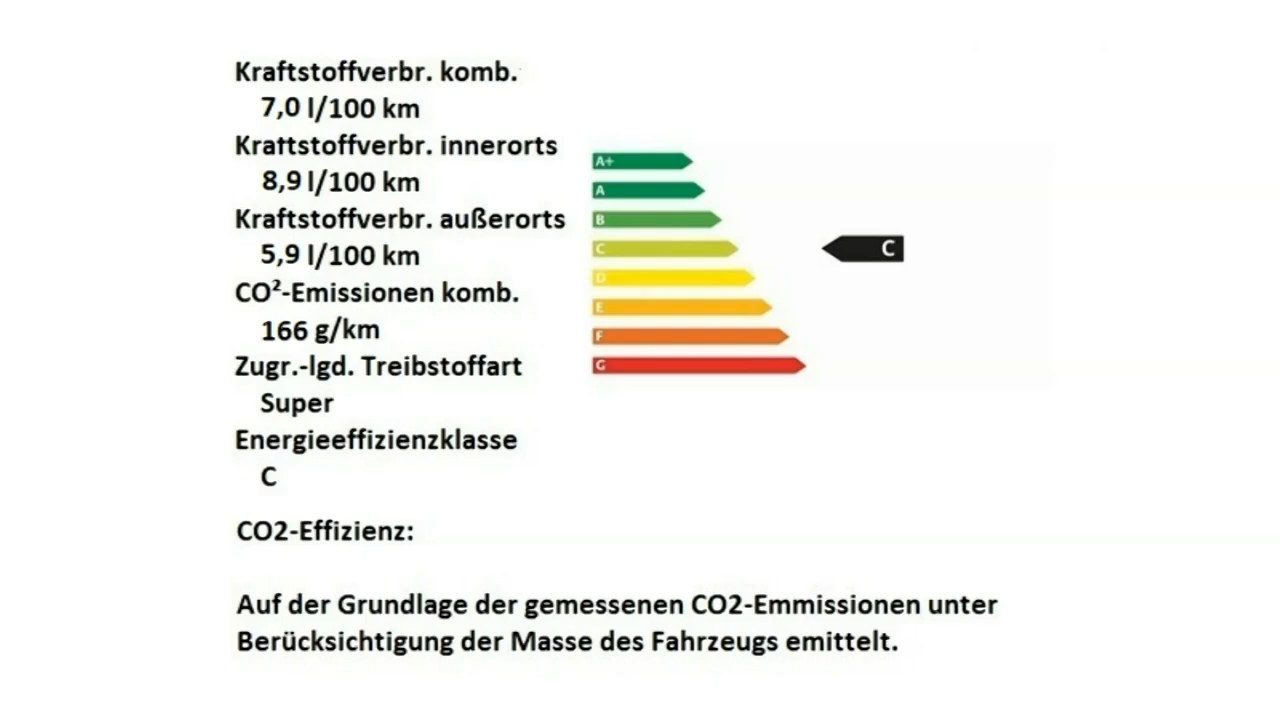 Kraftstoffverbr. komb.
7,0 l/100 km
Krattstoffverbr. innerorts
8,9 l/100 km
Kraftstoffverbr. außerorts
5,9 l/100 km
CO²-Emissionen komb.
166 g/km
Zugr.-lgd. Treibstoffart
Super
Energieeffizienzklasse
C
A+
A
B
C
D
E
F
G
C
CO2-Effizienz:
Auf der Grundlage der gemessenen CO2-Emmissionen unter
Berücksichtigung der Masse des Fahrzeugs emittelt.